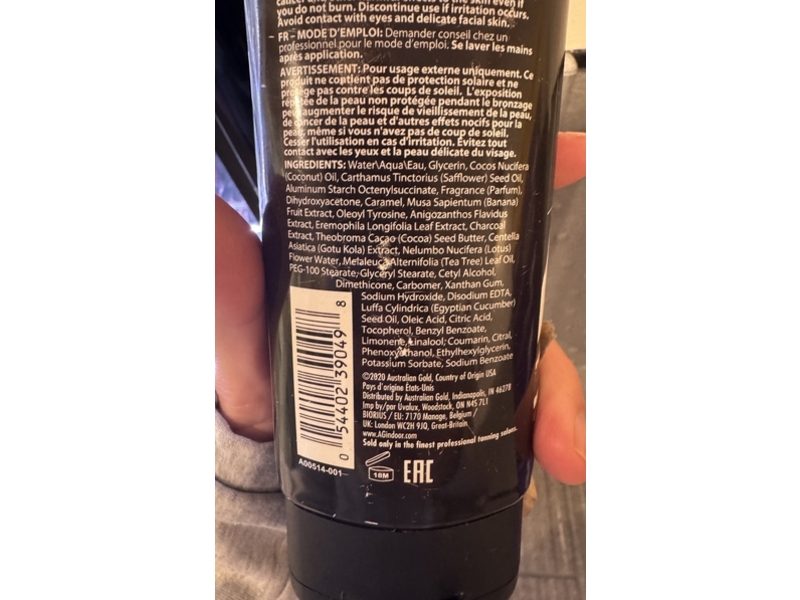 you do not burn. Discontinue use if irritation occurs.
Avoid contact with eyes and delicate facial skin.
FR – MODE D'EMPLOI: Demander conseil chez un
professionnel pour le mode d'emploi. Se laver les mains
après application.
AVERTISSEMENT: Pour usage externe uniquement. Ce
produit ne contient pas de protection solaire et ne
protège pas contre les coups de soleil. L'exposition
répétée de la peau non protégée pendant le bronzage
peut augmenter le risque de vieillissement de la peau,
de cancer de la peau et d'autres effets nocifs pour la
peau, même si vous n'avez pas de coup de soleil.
Cesser l'utilisation en cas d'irritation. Évitez tout
contact avec les yeux et la peau délicate du visage.
INGREDIENTS: Water\Aqua\Eau, Glycerin, Cocos Nucifera
(Coconut) Oil, Carthamus Tinctorius (Safflower) Seed Oil,
Aluminum Starch Octenylsuccinate, Fragrance (Parfum),
Dihydroxyacetone, Caramel, Musa Sapientum (Banana)
Fruit Extract, Oleoyl Tyrosine, Anigozanthos Flavidus
Extract, Eremophila Longifolia Leaf Extract, Charcoal
Extract, Theobroma Cacao (Cocoa) Seed Butter, Centella
Asiatica (Gotu Kola) Extract, Nelumbo Nucifera (Lotus)
Flower Water, Melaleuca Alternifolia (Tea Tree) Leaf Oil,
PEG-100 Stearate, Glyceryl Stearate, Cetyl Alcohol,
Dimethicone, Carbomer, Xanthan Gum,
Sodium Hydroxide, Disodium EDTA,
Luffa Cylindrica (Egyptian Cucumber)
Seed Oil, Oleic Acid, Citric Acid,
Tocopherol, Benzyl Benzoate,
Limonene, Linalool, Coumarin, Citral,
Phenoxyethanol, Ethylhexylglycerin,
Potassium Sorbate, Sodium Benzoate
©2020 Australian Gold, Country of Origin USA
Pays d'origine États-Unis
Distributed by Australian Gold, Indianapolis, IN 46278
Imp by/par Uvalux, Woodstock, ON N4S 7L1
BIORIUS / EU: 7170 Manage, Belgium /
UK: London WC2H 9JQ, Great-Britain
www.AGindoor.com
Sold only in the finest professional tanning salons.
0 54402 39049 8
A00514-001
18M
EAC